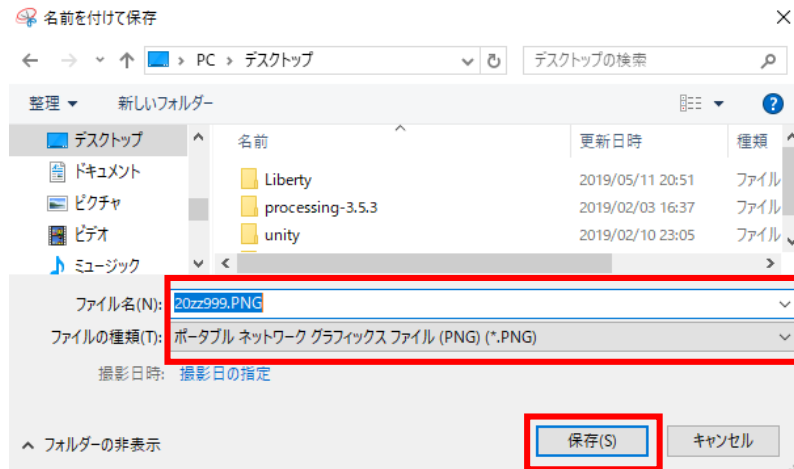 名前を付けて保存
PC › デスクトップ
デスクトップの検索
整理
新しいフォルダー
デスクトップ
ドキュメント
ピクチャ
ビデオ
ミュージック
名前 更新日時 種類
Liberty 2019/05/11 20:51 ファイル
processing-3.5.3 2019/02/03 16:37 ファイル
unity 2019/02/10 23:05 ファイル
ファイル名(N): 20zz999.PNG
ファイルの種類(T): ポータブル ネットワーク グラフィックス ファイル (PNG) (*.PNG)
撮影日時: 撮影日の指定
フォルダーの非表示
保存(S)
キャンセル